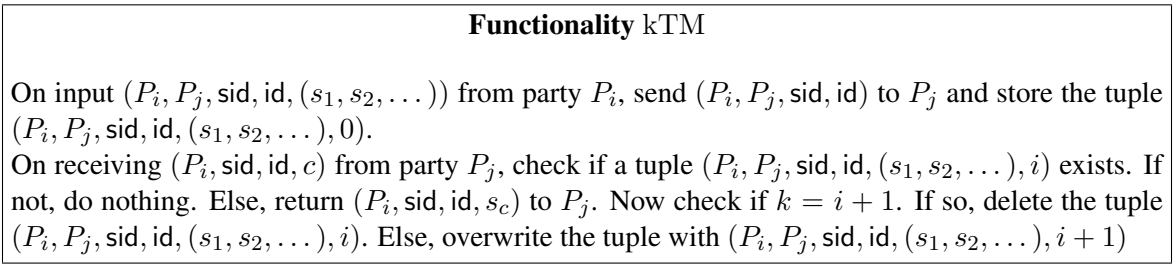 Functionality kTM
On input (P_i, P_j, sid, id, (s_1, s_2, . . . )) from party P_i, send (P_i, P_j, sid, id) to P_j and store the tuple
(P_i, P_j, sid, id, (s_1, s_2, . . . ), 0).
On receiving (P_i, sid, id, c) from party P_j, check if a tuple (P_i, P_j, sid, id, (s_1, s_2, . . . ), i) exists. If
not, do nothing. Else, return (P_i, sid, id, s_c) to P_j. Now check if k = i + 1. If so, delete the tuple
(P_i, P_j, sid, id, (s_1, s_2, . . . ), i). Else, overwrite the tuple with (P_i, P_j, sid, id, (s_1, s_2, . . . ), i + 1)